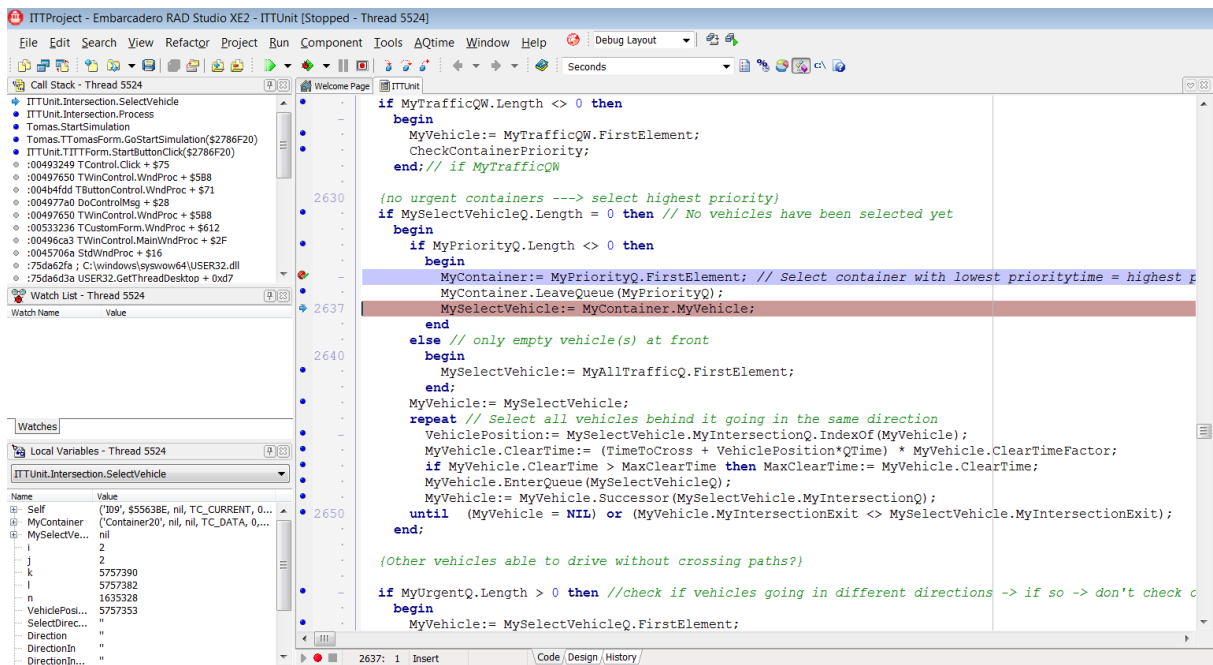 ITTProject - Embarcadero RAD Studio XE2 - ITTUnit [Stopped - Thread 5524]
File Edit Search View Refactor Project Run Component Tools AQtime Window Help Debug Layout
Seconds
Call Stack - Thread 5524
ITTUnit.Intersection.SelectVehicle
ITTUnit.Intersection.Process
Tomas.StartSimulation
Tomas.TTomasForm.GoStartSimulation($2786F20)
ITTUnit.TITTForm.StartButtonClick($2786F20)
:00493249 TControl.Click + $75
:00497650 TWinControl.WndProc + $5B8
:004b4fdd TButtonControl.WndProc + $71
:004977a0 DoControlMsg + $28
:00497650 TWinControl.WndProc + $5B8
:00533236 TCustomForm.WndProc + $612
:00496ca3 TWinControl.MainWndProc + $2F
:0045706a StdWndProc + $16
:75da62fa ; C:\windows\syswow64\USER32.dll
:75da6d3a USER32.GetThreadDesktop + 0xd7
Watch List - Thread 5524
Watch Name Value
Watches
Local Variables - Thread 5524
ITTUnit.Intersection.SelectVehicle
Name Value
Self ('I09', $5563BE, nil, TC_CURRENT, 0...
MyContainer ('Container20', nil, nil, TC_DATA, 0,...
MySelectVe... nil
i 2
j 2
k 5757390
l 5757382
n 1635328
VehiclePosi... 5757353
SelectDirec... ''
Direction ''
DirectionIn ''
DirectionIn... ''
Welcome Page ITTUnit
if MyTrafficQW.Length <> 0 then
begin
MyVehicle:= MyTrafficQW.FirstElement;
CheckContainerPriority;
end;// if MyTrafficQW
2630 {no urgent containers ---> select highest priority}
if MySelectVehicleQ.Length = 0 then // No vehicles have been selected yet
begin
if MyPriorityQ.Length <> 0 then
begin
MyContainer:= MyPriorityQ.FirstElement; // Select container with lowest prioritytime = highest p
MyContainer.LeaveQueue(MyPriorityQ);
2637 MySelectVehicle:= MyContainer.MyVehicle;
end
else // only empty vehicle(s) at front
2640 begin
MySelectVehicle:= MyAllTrafficQ.FirstElement;
end;
MyVehicle:= MySelectVehicle;
repeat // Select all vehicles behind it going in the same direction
VehiclePosition:= MySelectVehicle.MyIntersectionQ.IndexOf(MyVehicle);
MyVehicle.ClearTime:= (TimeToCross + VehiclePosition*QTime) * MyVehicle.ClearTimeFactor;
if MyVehicle.ClearTime > MaxClearTime then MaxClearTime:= MyVehicle.ClearTime;
MyVehicle.EnterQueue(MySelectVehicleQ);
MyVehicle:= MyVehicle.Successor(MySelectVehicle.MyIntersectionQ);
2650 until (MyVehicle = NIL) or (MyVehicle.MyIntersectionExit <> MySelectVehicle.MyIntersectionExit);
end;
{Other vehicles able to drive without crossing paths?}
if MyUrgentQ.Length > 0 then //check if vehicles going in different directions -> if so -> don't check c
begin
MyVehicle:= MySelectVehicleQ.FirstElement;
2637: 1 Insert Code Design History